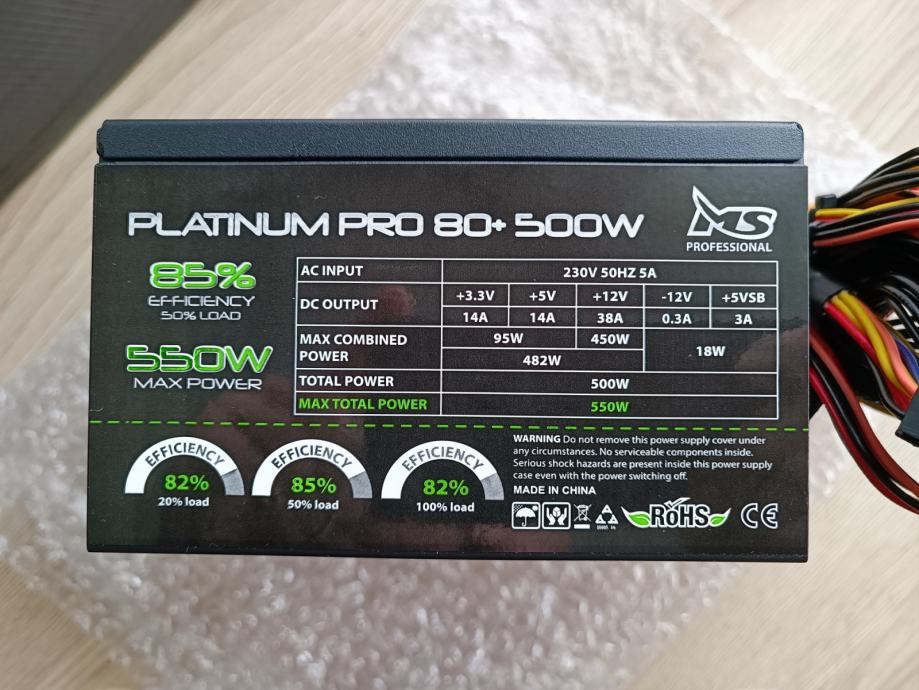 PLATINUM PRO 80+ 500W
MS
PROFESSIONAL
85%
EFFICIENCY
50% LOAD
550W
MAX POWER
AC INPUT 230V 50HZ 5A
DC OUTPUT +3.3V +5V +12V -12V +5VSB
14A 14A 38A 0.3A 3A
MAX COMBINED POWER 95W 450W 18W
482W
TOTAL POWER 500W
MAX TOTAL POWER 550W
EFFICIENCY
82%
20% load
EFFICIENCY
85%
50% load
EFFICIENCY
82%
100% load
WARNING Do not remove this power supply cover under
any circumstances. No serviceable components inside.
Serious shock hazards are present inside this power supply
case even with the power switching off.
MADE IN CHINA
RoHS CE